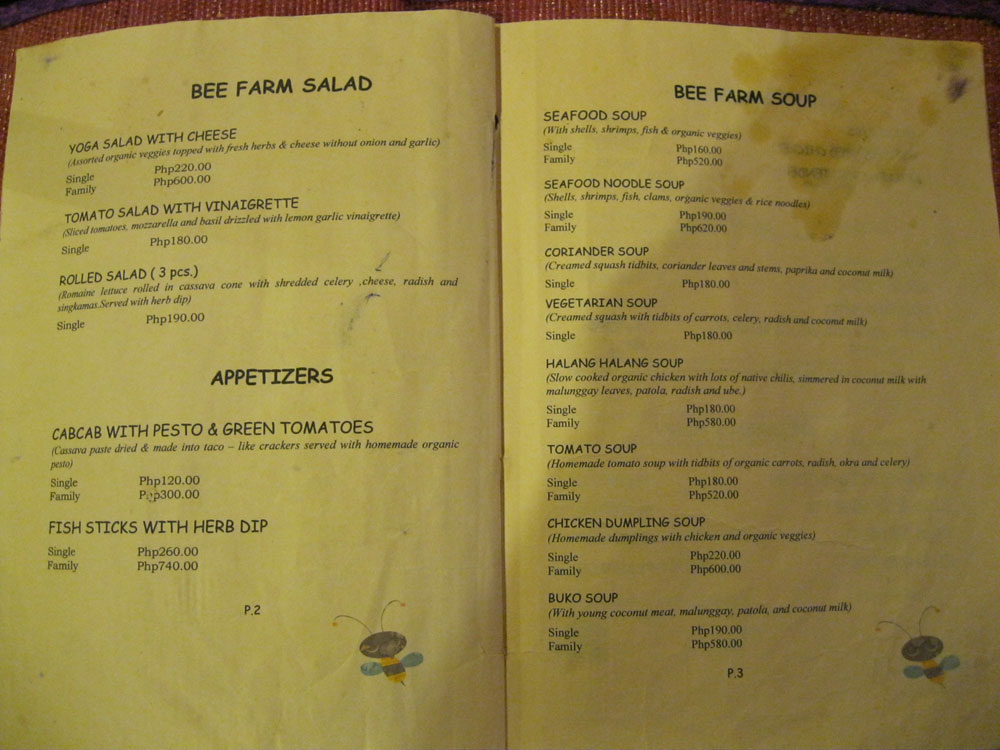 BEE FARM SALAD
YOGA SALAD WITH CHEESE
(Assorted organic veggies topped with fresh herbs & cheese without onion and garlic)
Single Php220.00
Family Php600.00
TOMATO SALAD WITH VINAIGRETTE
(Sliced tomatoes, mozzarella and basil drizzled with lemon garlic vinaigrette)
Single Php180.00
ROLLED SALAD ( 3 pcs.)
(Romaine lettuce rolled in cassava cone with shredded celery ,cheese, radish and
singkamas.Served with herb dip)
Single Php190.00
APPETIZERS
CABCAB WITH PESTO & GREEN TOMATOES
(Cassava paste dried & made into taco – like crackers served with homemade organic
pesto)
Single Php120.00
Family Php300.00
FISH STICKS WITH HERB DIP
Single Php260.00
Family Php740.00
P.2
BEE FARM SOUP
SEAFOOD SOUP
(With shells, shrimps, fish & organic veggies)
Single Php160.00
Family Php520.00
SEAFOOD NOODLE SOUP
(Shells, shrimps, fish, clams, organic veggies & rice noodles)
Single Php190.00
Family Php620.00
CORIANDER SOUP
(Creamed squash tidbits, coriander leaves and stems, paprika and coconut milk)
Single Php180.00
VEGETARIAN SOUP
(Creamed squash with tidbits of carrots, celery, radish and coconut milk)
Single Php180.00
HALANG HALANG SOUP
(Slow cooked organic chicken with lots of native chilis, simmered in coconut milk with
malunggay leaves, patola, radish and ube.)
Single Php180.00
Family Php580.00
TOMATO SOUP
(Homemade tomato soup with tidbits of organic carrots, radish, okra and celery)
Single Php180.00
Family Php520.00
CHICKEN DUMPLING SOUP
(Homemade dumplings with chicken and organic veggies)
Single Php220.00
Family Php600.00
BUKO SOUP
(With young coconut meat, malunggay, patola, and coconut milk)
Single Php190.00
Family Php580.00
P.3